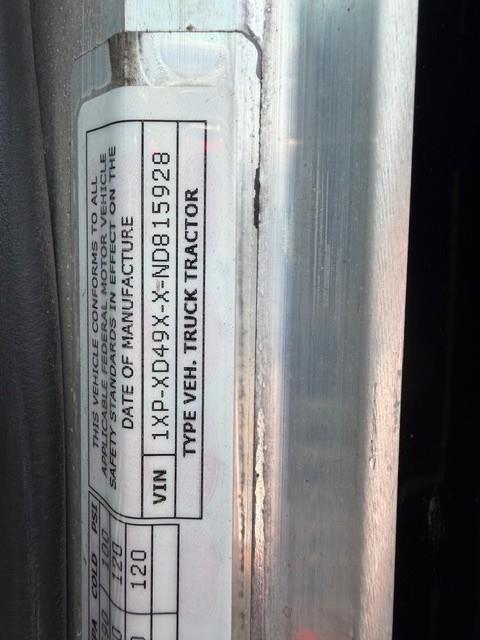 THIS VEHICLE CONFORMS TO ALL
APPLICABLE FEDERAL MOTOR VEHICLE
SAFETY STANDARDS IN EFFECT ON THE
DATE OF MANUFACTURE
VIN 1XP-XD49X-X-ND815928
TYPE VEH. TRUCK TRACTOR
COLD PSI
100
120
120